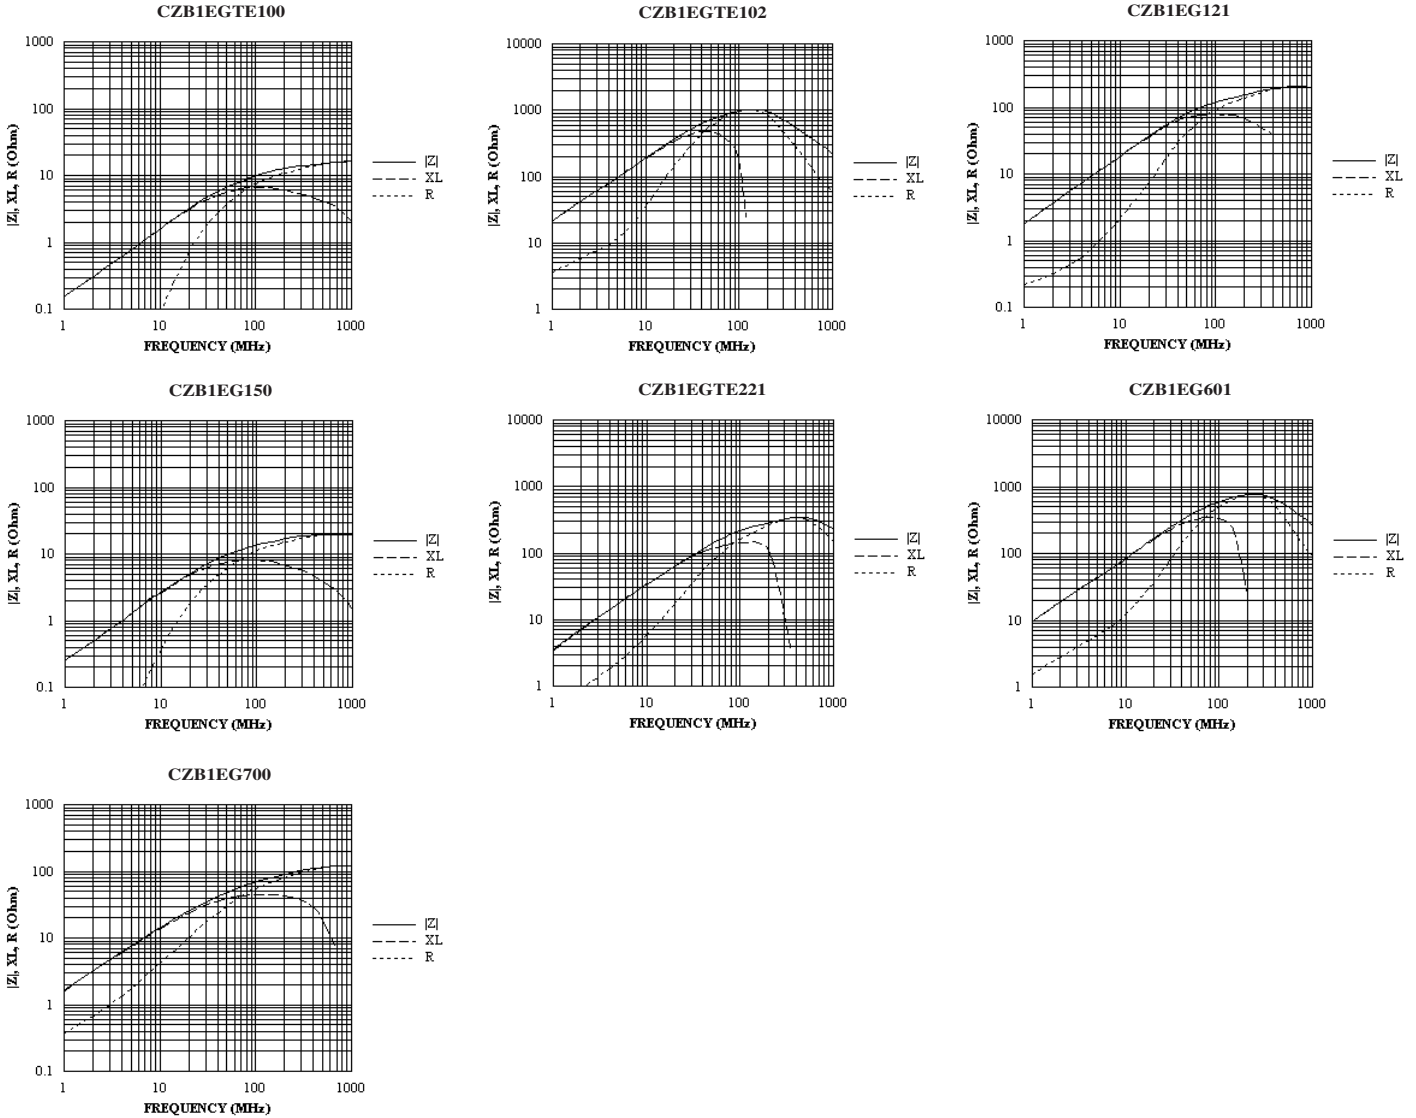 CZB1EGTE100
1000
100
10
1
0.1
|Z|, XL, R (Ohm)
1 10 100 1000
FREQUENCY (MHz)
|Z|
XL
R
CZB1EGTE102
10000
1000
100
10
1
|Z|, XL, R (Ohm)
1 10 100 1000
FREQUENCY (MHz)
|Z|
XL
R
CZB1EG121
1000
100
10
1
0.1
|Z|, XL, R (Ohm)
1 10 100 1000
FREQUENCY (MHz)
|Z|
XL
R
CZB1EG150
1000
100
10
1
0.1
|Z|, XL, R (Ohm)
1 10 100 1000
FREQUENCY (MHz)
|Z|
XL
R
CZB1EGTE221
10000
1000
100
10
1
|Z|, XL, R (Ohm)
1 10 100 1000
FREQUENCY (MHz)
|Z|
XL
R
CZB1EG601
10000
1000
100
10
1
|Z|, XL, R (Ohm)
1 10 100 1000
FREQUENCY (MHz)
|Z|
XL
R
CZB1EG700
1000
100
10
1
0.1
|Z|, XL, R (Ohm)
1 10 100 1000
FREQUENCY (MHz)
|Z|
XL
R